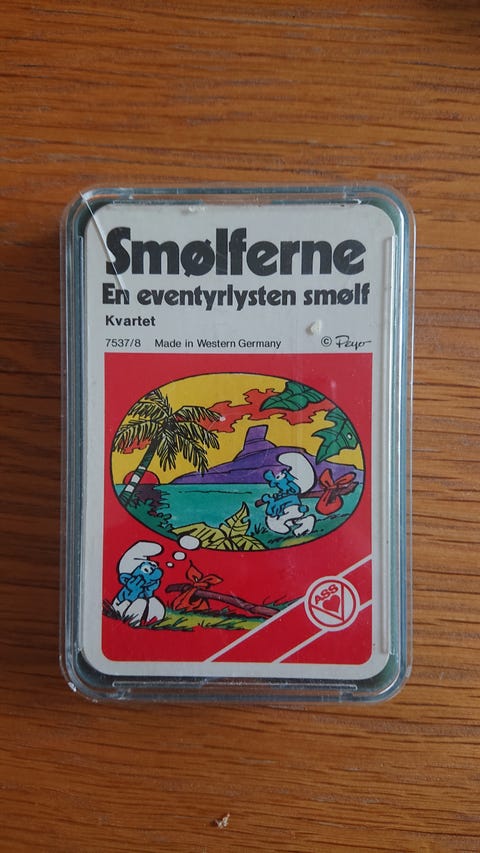 Smølferne
En eventyrlysten smølf
Kvartet
7537/8 Made in Western Germany © Peyo
ASS